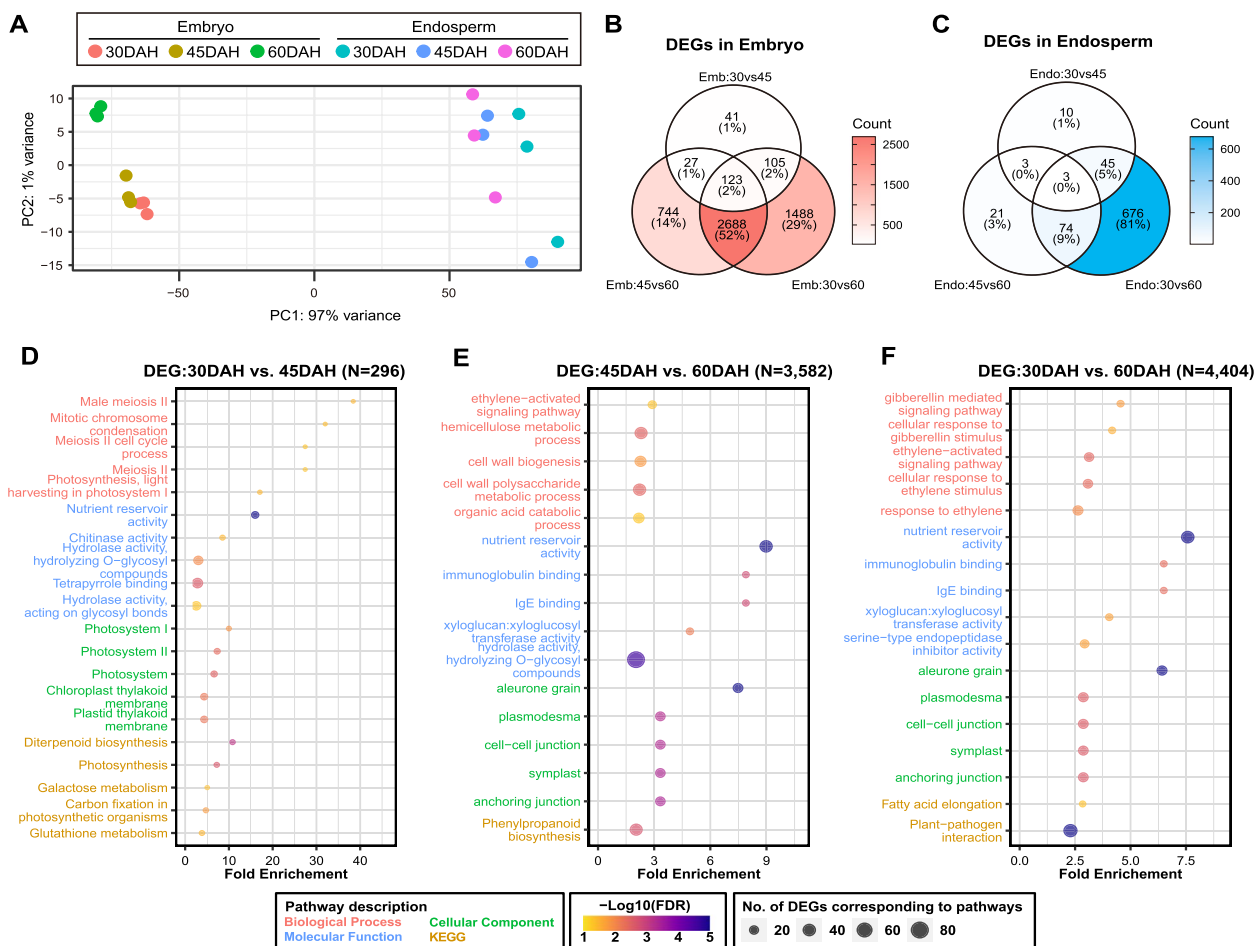 A
Embryo
Endosperm
30DAH 45DAH 60DAH 30DAH 45DAH 60DAH
PC2: 1% variance
10
5
0
−5
−10
−15
−50
0
50
PC1: 97% variance
B
DEGs in Embryo
Emb:30vs45
41
(1%)
27
(1%)
105
(2%)
123
(2%)
744
(14%)
2688
(52%)
1488
(29%)
Emb:45vs60
Emb:30vs60
Count
2500
1500
500
C
DEGs in Endosperm
Endo:30vs45
10
(1%)
3
(0%)
45
(5%)
3
(0%)
21
(3%)
74
(9%)
676
(81%)
Endo:45vs60
Endo:30vs60
Count
600
400
200
D
DEG:30DAH vs. 45DAH (N=296)
Male meiosis II
Mitotic chromosome
condensation
Meiosis II cell cycle
process
Meiosis II
Photosynthesis, light
harvesting in photosystem I
Nutrient reservoir
activity
Chitinase activity
Hydrolase activity,
hydrolyzing O−glycosyl
compounds
Tetrapyrrole binding
Hydrolase activity,
acting on glycosyl bonds
Photosystem I
Photosystem II
Photosystem
Chloroplast thylakoid
membrane
Plastid thylakoid
membrane
Diterpenoid biosynthesis
Photosynthesis
Galactose metabolism
Carbon fixation in
photosynthetic organisms
Glutathione metabolism
0 10 20 30 40
Fold Enrichement
E
DEG:45DAH vs. 60DAH (N=3,582)
ethylene−activated
signaling pathway
hemicellulose metabolic
process
cell wall biogenesis
cell wall polysaccharide
metabolic process
organic acid catabolic
process
nutrient reservoir
activity
immunoglobulin binding
IgE binding
xyloglucan:xyloglucosyl
transferase activity
hydrolase activity,
hydrolyzing O−glycosyl
compounds
aleurone grain
plasmodesma
cell−cell junction
symplast
anchoring junction
Phenylpropanoid
biosynthesis
0 3 6 9
Fold Enrichement
F
DEG:30DAH vs. 60DAH (N=4,404)
gibberellin mediated
signaling pathway
cellular response to
gibberellin stimulus
ethylene−activated
signaling pathway
cellular response to
ethylene stimulus
response to ethylene
nutrient reservoir
activity
immunoglobulin binding
IgE binding
xyloglucan:xyloglucosyl
transferase activity
serine−type endopeptidase
inhibitor activity
aleurone grain
plasmodesma
cell−cell junction
symplast
anchoring junction
Fatty acid elongation
Plant−pathogen
interaction
0.0 2.5 5.0 7.5
Fold Enrichement
Pathway description
Biological Process
Cellular Component
Molecular Function
KEGG
−Log10(FDR)
1 2 3 4 5
No. of DEGs corresponding to pathways
20 40 60 80